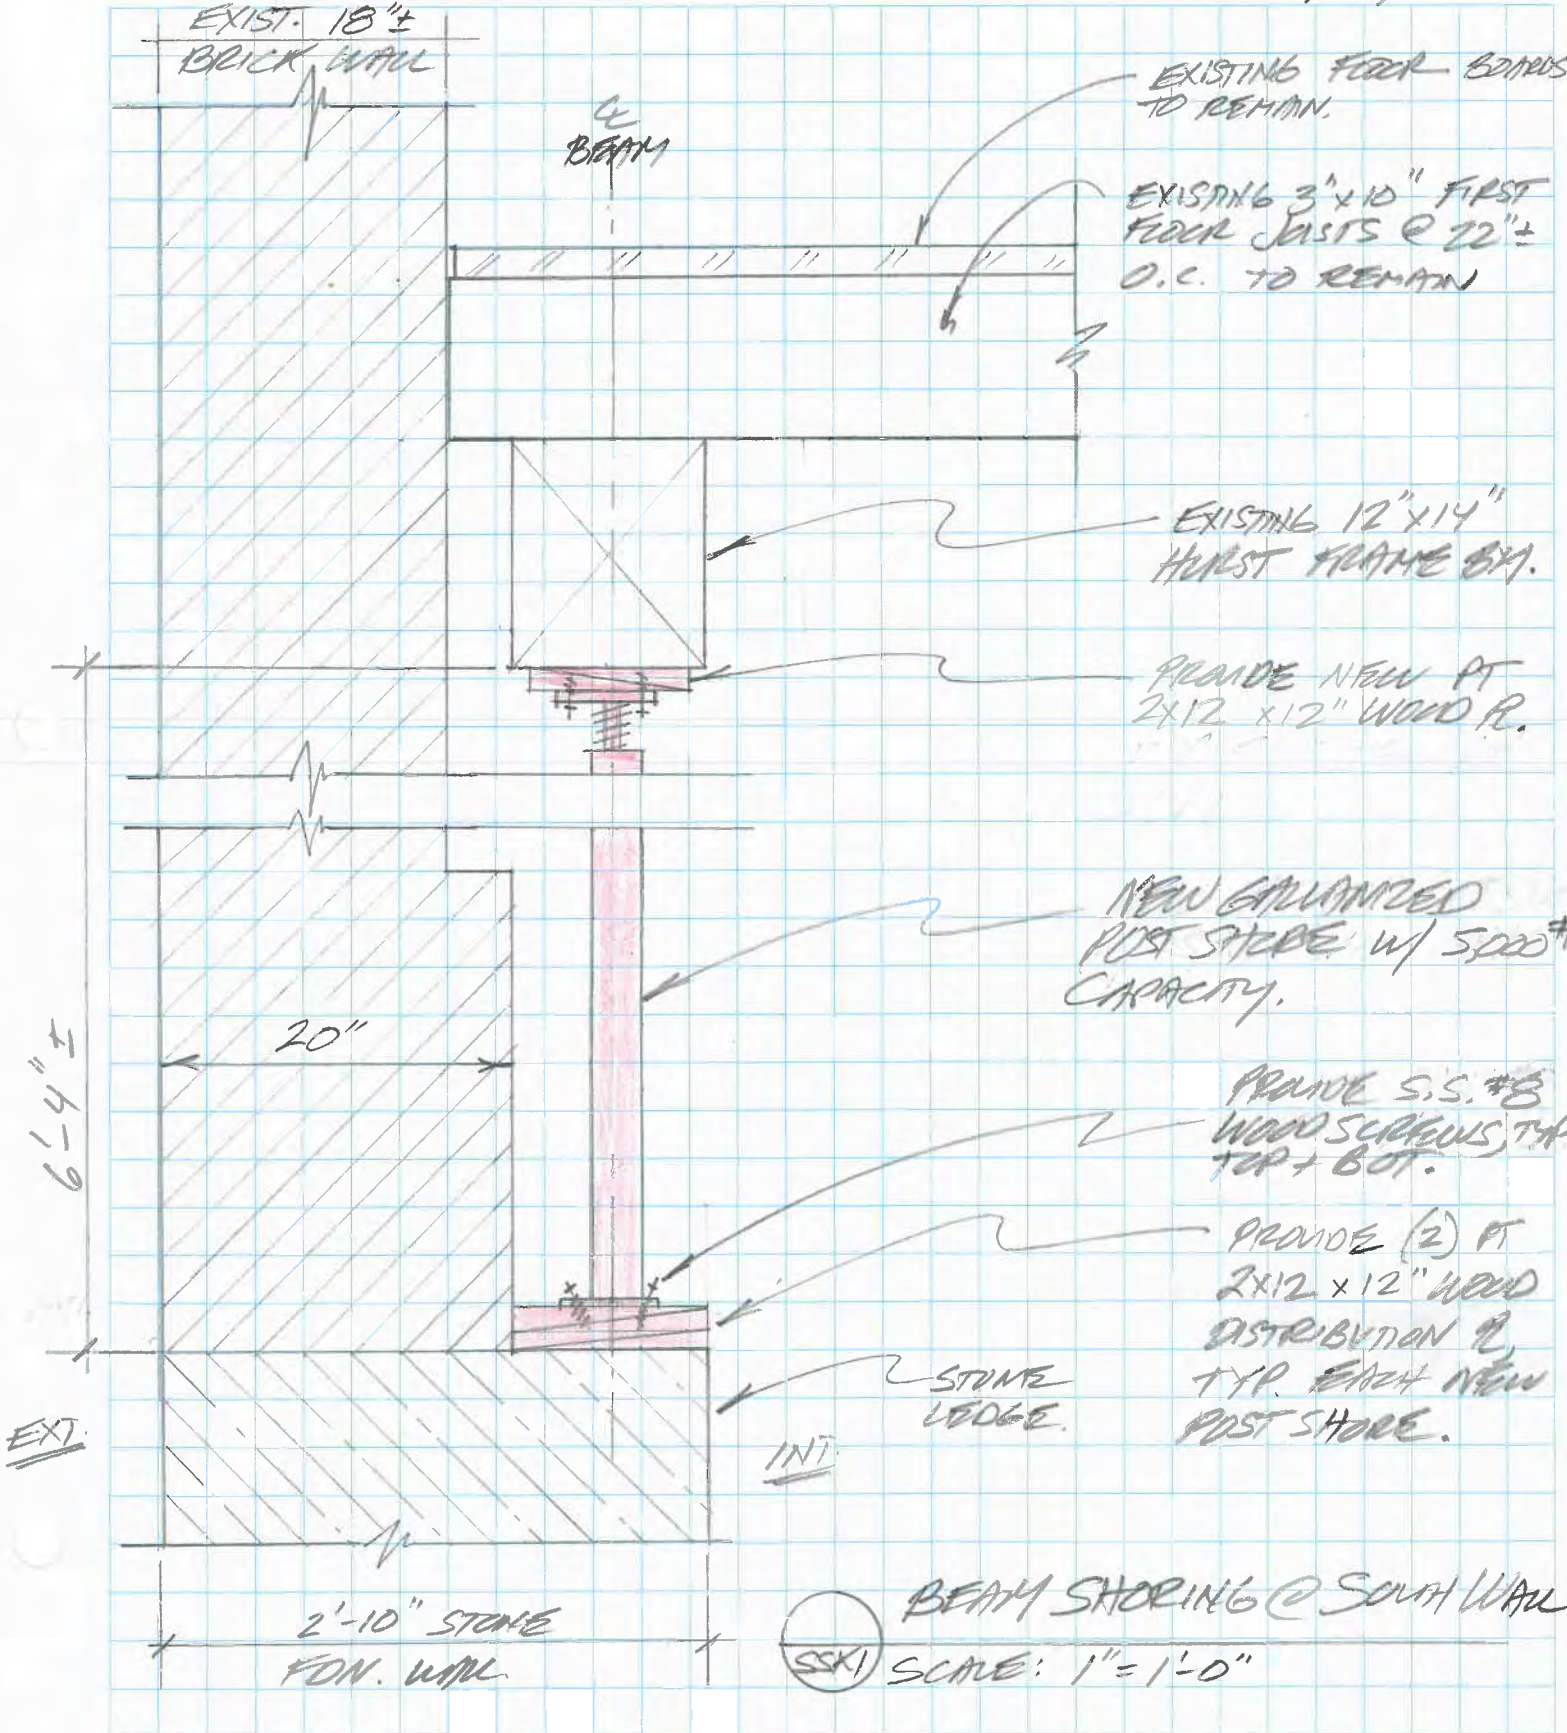 EXIST. 18"±
BRICK WALL
℄
BEAM
EXISTING FLOOR BOARDS
TO REMAIN.
EXISTING 3"x10" FIRST
FLOOR JOISTS @ 22"±
O.C. TO REMAIN
EXISTING 12"x14"
HURST FRAME BM.
PROVIDE NEW PT
2x12 x12" WOOD PL.
NEW GALVANIZED
POST SHORE W/ 5,000#
CAPACITY.
20"
6'-4"±
PROVIDE S.S. #8
WOOD SCREWS, TYP
TOP + BOT.
PROVIDE (2) PT
2x12 x12" WOOD
DISTRIBUTION PL,
TYP. EACH NEW
POST SHORE.
STONE
LEDGE.
EXT.
INT.
2'-10" STONE
FDN. WALL
BEAM SHORING @ SOUTH WALL
SSK1
SCALE: 1"=1'-0"